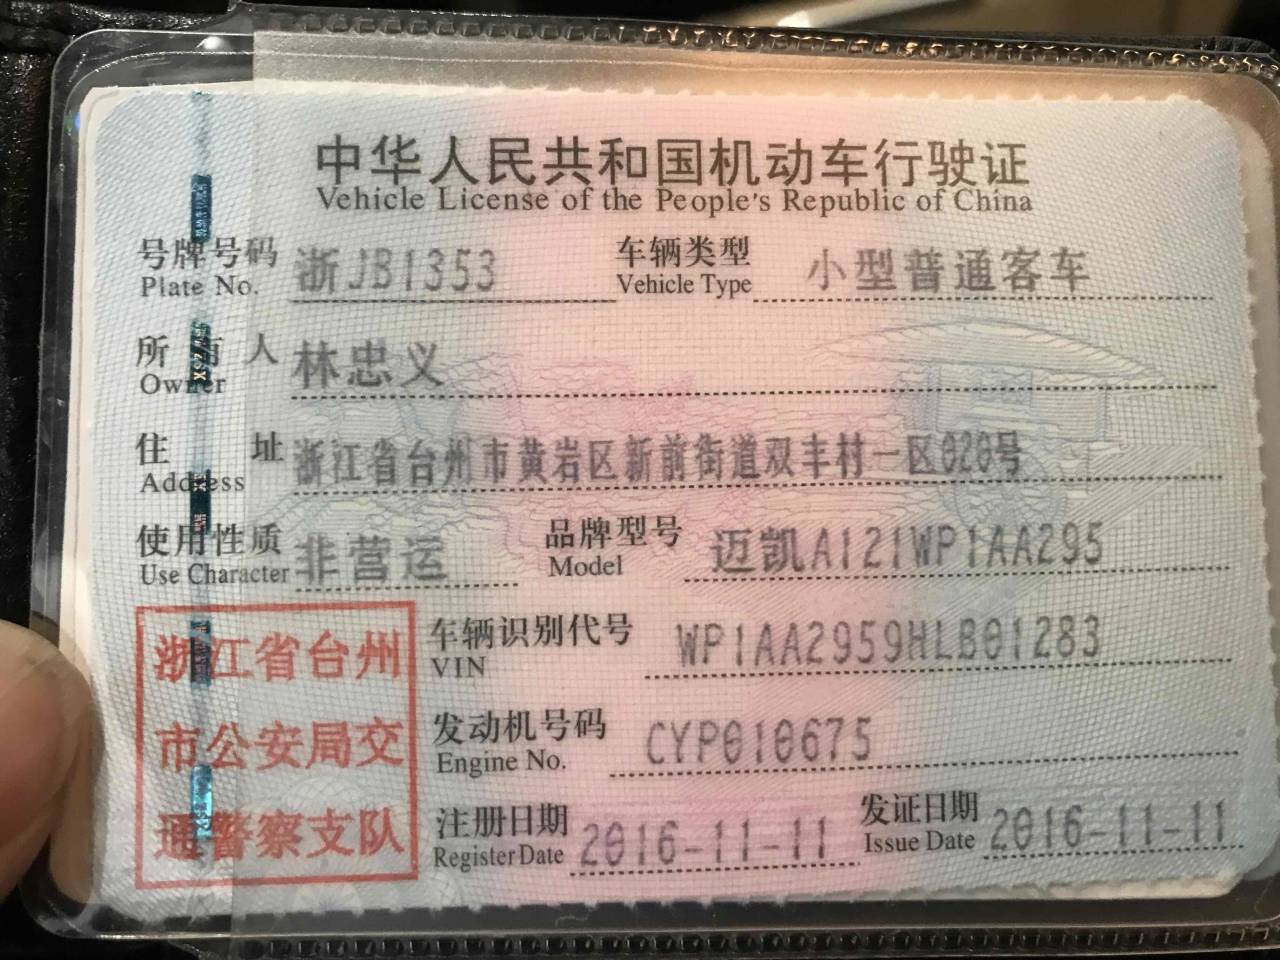 中华人民共和国机动车行驶证
Vehicle License of the People's Republic of China
号牌号码 浙JB1353 车辆类型 小型普通客车
Plate No. Vehicle Type
所有人 林忠义
Owner
住址 浙江省台州市黄岩区新前街道双丰村一区020号
Address
使用性质 非营运 品牌型号 迈凯A121WP1AA295
Use Character Model
浙江省台州
市公安局交
通警察支队
车辆识别代号 WP1AA2959HLB01283
VIN
发动机号码 CYP010675
Engine No.
注册日期 2016-11-11 发证日期 2016-11-11
Register Date Issue Date